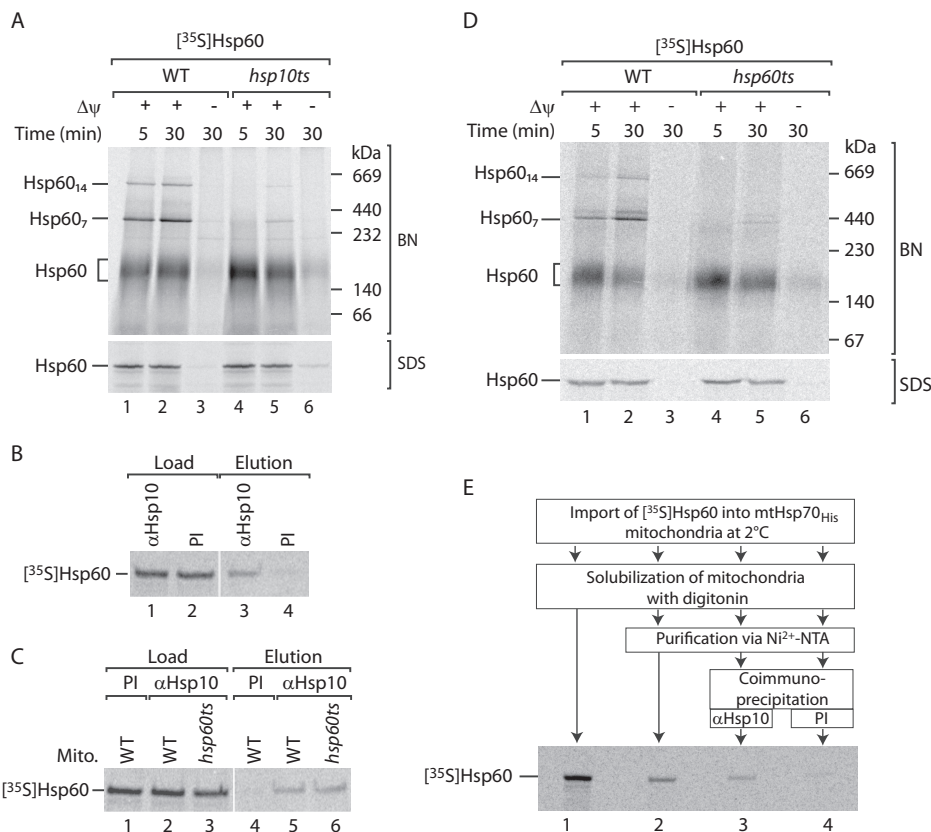 A
[³⁵S]Hsp60
WT hsp10ts
Δψ + + - + + -
Time (min) 5 30 30 5 30 30
kDa
Hsp60₁₄
669
Hsp60₇
440
232
Hsp60
140
66
BN
Hsp60
SDS
1 2 3 4 5 6
B
Load Elution
αHsp10 PI αHsp10 PI
[³⁵S]Hsp60
1 2 3 4
C
Load Elution
PI αHsp10 PI αHsp10
Mito. WT WT hsp60ts WT WT hsp60ts
[³⁵S]Hsp60
1 2 3 4 5 6
D
[³⁵S]Hsp60
WT hsp60ts
Δψ + + - + + -
Time (min) 5 30 30 5 30 30
kDa
Hsp60₁₄
669
Hsp60₇
440
230
Hsp60
140
67
BN
Hsp60
SDS
1 2 3 4 5 6
E
Import of [³⁵S]Hsp60 into mtHsp70His
mitochondria at 2°C
Solubilization of mitochondria
with digitonin
Purification via Ni²⁺-NTA
Coimmuno-
precipitation
αHsp10 PI
[³⁵S]Hsp60
1 2 3 4